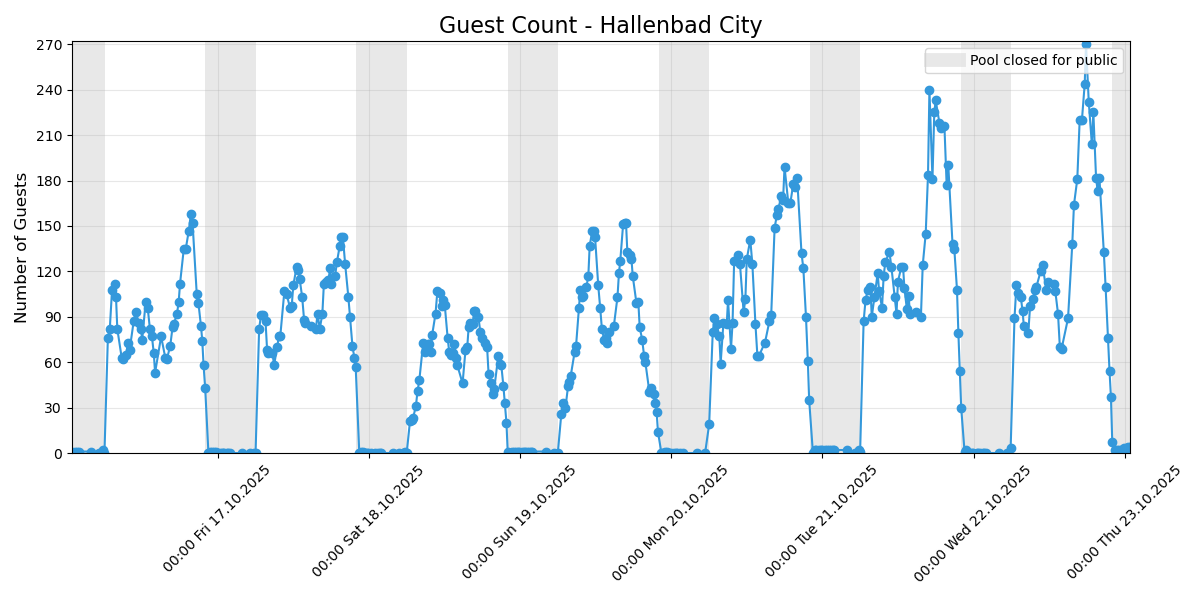 Guest Count - Hallenbad City
Pool closed for public
Number of Guests
270
240
210
180
150
120
90
60
30
0
00:00 Fri 17.10.2025
00:00 Sat 18.10.2025
00:00 Sun 19.10.2025
00:00 Mon 20.10.2025
00:00 Tue 21.10.2025
00:00 Wed 22.10.2025
00:00 Thu 23.10.2025